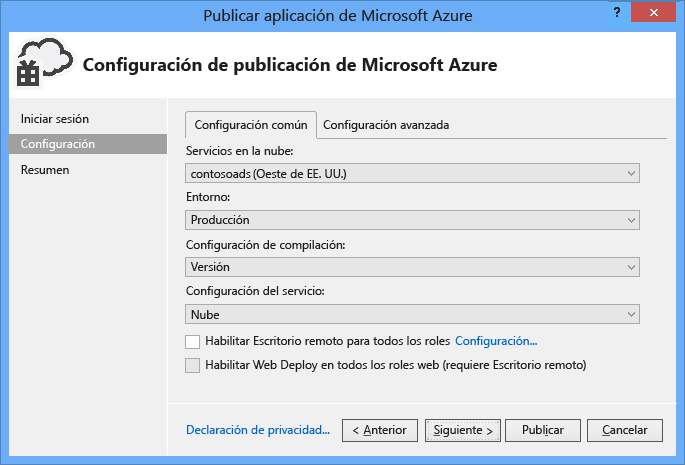 Publicar aplicación de Microsoft Azure
?
Configuración de publicación de Microsoft Azure
Iniciar sesión
Configuración
Resumen
Configuración común
Configuración avanzada
Servicios en la nube:
contosoads (Oeste de EE. UU.)
Entorno:
Producción
Configuración de compilación:
Versión
Configuración del servicio:
Nube
Habilitar Escritorio remoto para todos los roles Configuración...
Habilitar Web Deploy en todos los roles web (requiere Escritorio remoto)
Declaración de privacidad...
< Anterior
Siguiente >
Publicar
Cancelar